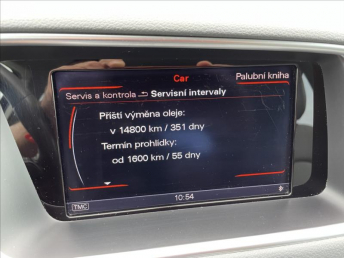 Car
Palubní kniha
Servis a kontrola Servisní intervaly
Příští výměna oleje:
v 14800 km / 351 dny
Termín prohlídky:
od 1600 km / 55 dny
TMC
10:54